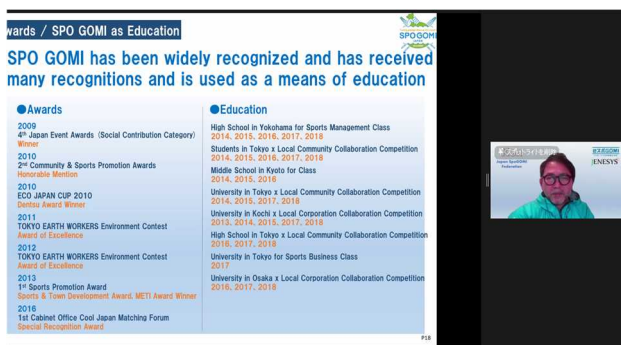 wards / SPO GOMI as Education
SPO GOMI
SPO GOMI has been widely recognized and has received
many recognitions and is used as a means of education
●Awards
2009
4th Japan Event Awards (Social Contribution Category)
Winner
2010
2nd Community & Sports Promotion Awards
Honorable Mention
2010
ECO JAPAN CUP 2010
Dentsu Award Winner
2011
TOKYO EARTH WORKERS Environment Contest
Award of Excellence
2012
TOKYO EARTH WORKERS Environment Contest
Award of Excellence
2013
1st Sports Promotion Award
Sports & Town Development Award, METI Award Winner
2016
1st Cabinet Office Cool Japan Matching Forum
Special Recognition Award
●Education
High School in Yokohama for Sports Management Class
2014, 2015, 2016, 2017, 2018
Students in Tokyo x Local Community Collaboration Competition
2014, 2015, 2016, 2017, 2018
Middle School in Kyoto for Class
2014, 2015, 2016
University in Tokyo x Local Community Collaboration Competition
2014, 2015, 2017, 2018
University in Kochi x Local Corporation Collaboration Competition
2013, 2014, 2015, 2017, 2018
High School in Tokyo x Local Community Collaboration Competition
2016, 2017, 2018
University in Tokyo for Sports Business Class
2017
University in Osaka x Local Corporation Collaboration Competition
2016, 2017, 2018
P18
Japan SpoGOMI
Federation
JENESYS